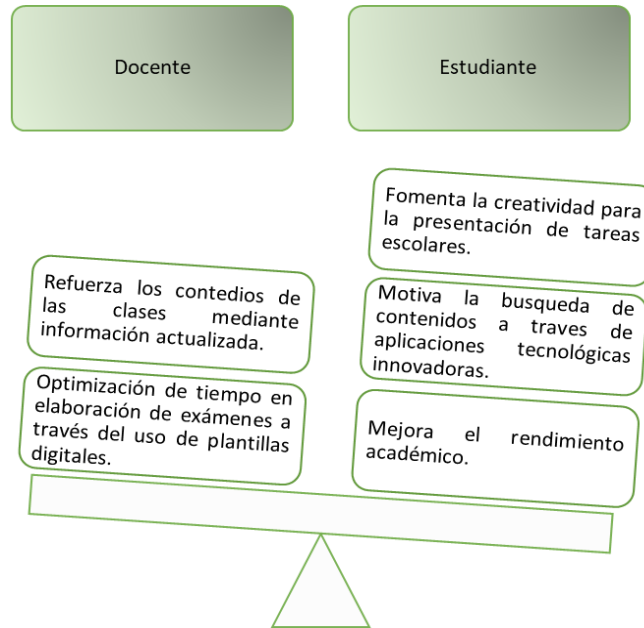 Docente
Estudiante
Refuerza los contedios de
las clases mediante
información actualizada.
Optimización de tiempo en
elaboración de exámenes a
través del uso de plantillas
digitales.
Fomenta la creatividad para
la presentación de tareas
escolares.
Motiva la busqueda de
contenidos a traves de
aplicaciones tecnológicas
innovadoras.
Mejora el rendimiento
académico.